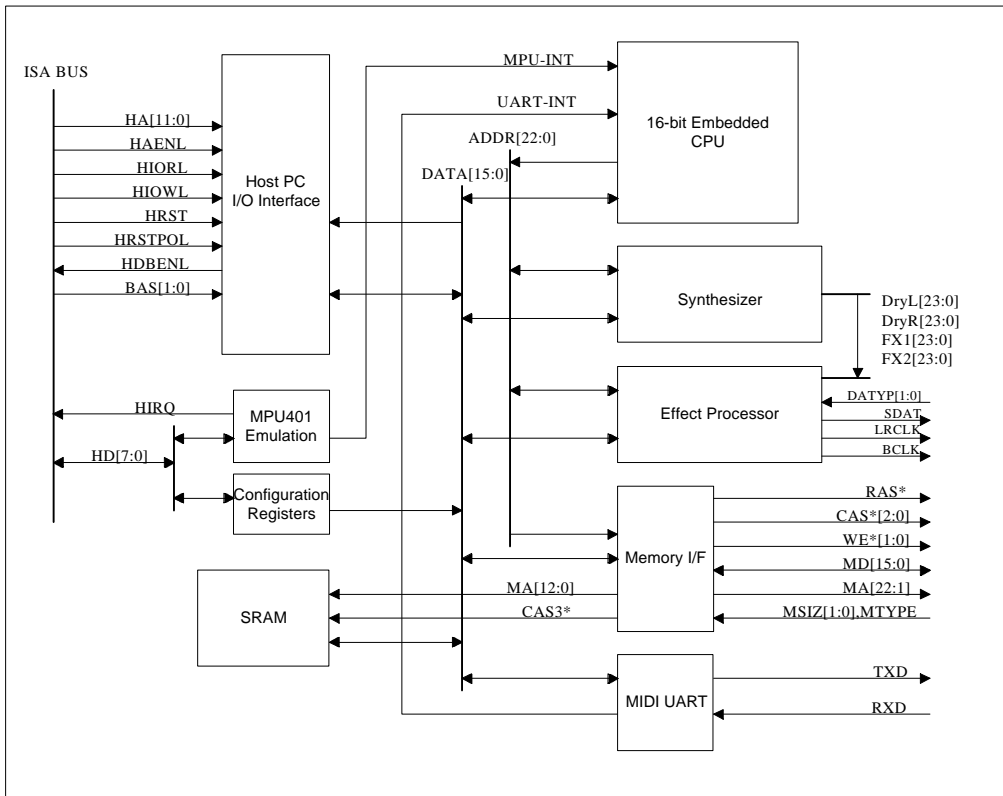 ISA BUS
HA[11:0]
HAENL
HIORL
HIOWL
HRST
HRSTPOL
HDBENL
BAS[1:0]
Host PC
I/O Interface
MPU-INT
UART-INT
ADDR[22:0]
DATA[15:0]
16-bit Embedded
CPU
Synthesizer
DryL[23:0]
DryR[23:0]
FX1[23:0]
FX2[23:0]
Effect Processor
DATYP[1:0]
SDAT
LRCLK
BCLK
HIRQ
HD[7:0]
MPU401
Emulation
Configuration
Registers
Memory I/F
RAS*
CAS*[2:0]
WE*[1:0]
MD[15:0]
MA[22:1]
MSIZ[1:0],MTYPE
SRAM
MA[12:0]
CAS3*
MIDI UART
TXD
RXD